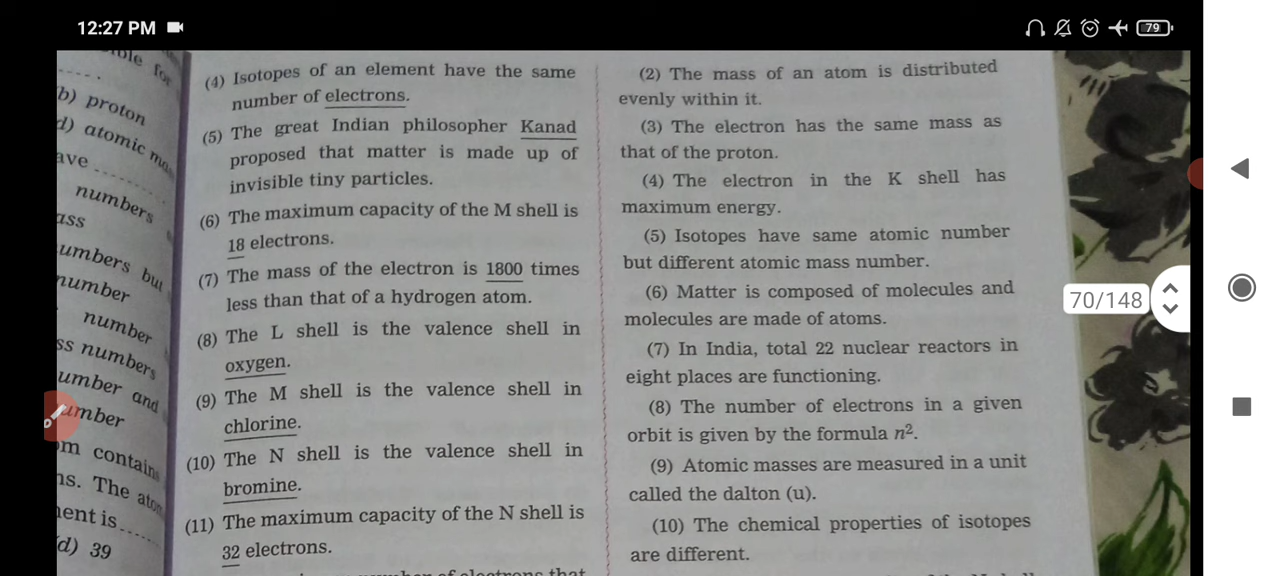 12:27 PM
79
b) proton
d) atomic
numbers
umbers but
number
number
ss numbers
umber and
umber
om contains
ns. The
ent is
(d) 39
(4) Isotopes of an element have the same
number of electrons.
(5) The great Indian philosopher Kanad
proposed that matter is made up of
invisible tiny particles.
(6) The maximum capacity of the M shell is
18 electrons.
(7) The mass of the electron is 1800 times
less than that of a hydrogen atom.
(8) The L shell is the valence shell in
oxygen.
(9) The M shell is the valence shell in
chlorine.
(10) The N shell is the valence shell in
bromine.
(11) The maximum capacity of the N shell is
32 electrons.
(2) The mass of an atom is distributed
evenly within it.
(3) The electron has the same mass as
that of the proton.
(4) The electron in the K shell has
maximum energy.
(5) Isotopes have same atomic number
but different atomic mass number.
(6) Matter is composed of molecules and
molecules are made of atoms.
(7) In India, total 22 nuclear reactors in
eight places are functioning.
(8) The number of electrons in a given
orbit is given by the formula n².
(9) Atomic masses are measured in a unit
called the dalton (u).
(10) The chemical properties of isotopes
are different.
70/148